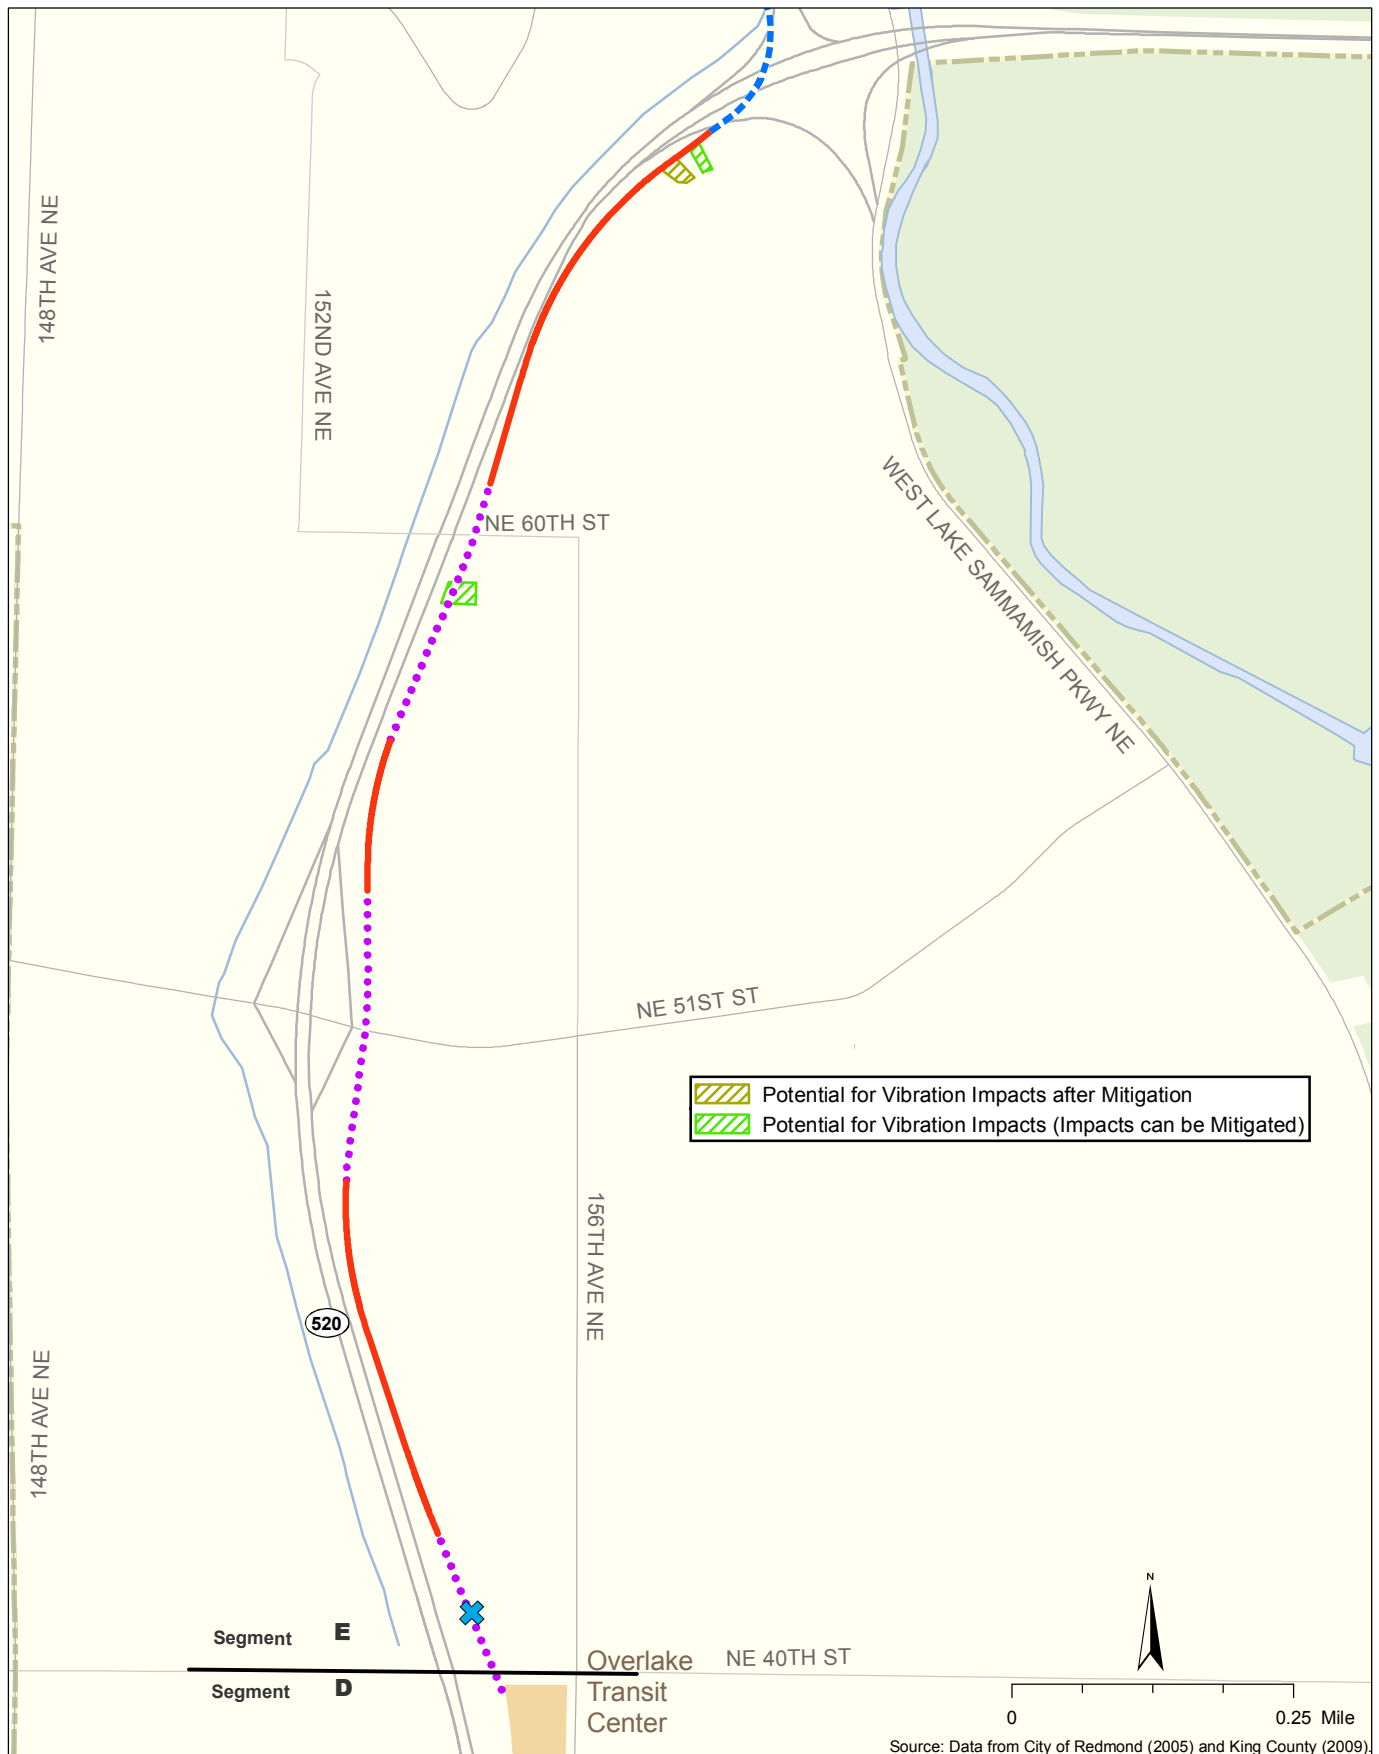 148TH AVE NE
152ND AVE NE
NE 60TH ST
WEST LAKE SAMMAMISH PKWY NE
NE 51ST ST
Potential for Vibration Impacts after Mitigation
Potential for Vibration Impacts (Impacts can be Mitigated)
156TH AVE NE
520
148TH AVE NE
N
Segment E
Segment D
Overlake
Transit
Center
NE 40TH ST
0 0.25 Mile
Source: Data from City of Redmond (2005) and King County (2009).